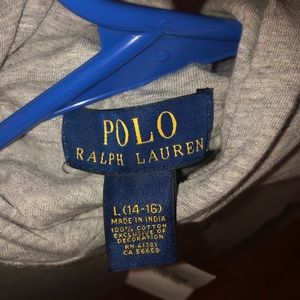 POLO
RALPH LAUREN
L (14-16)
MADE IN INDIA
100% COTTON
EXCLUSIVE OF
DECORATION
RN 41381
CA 56658